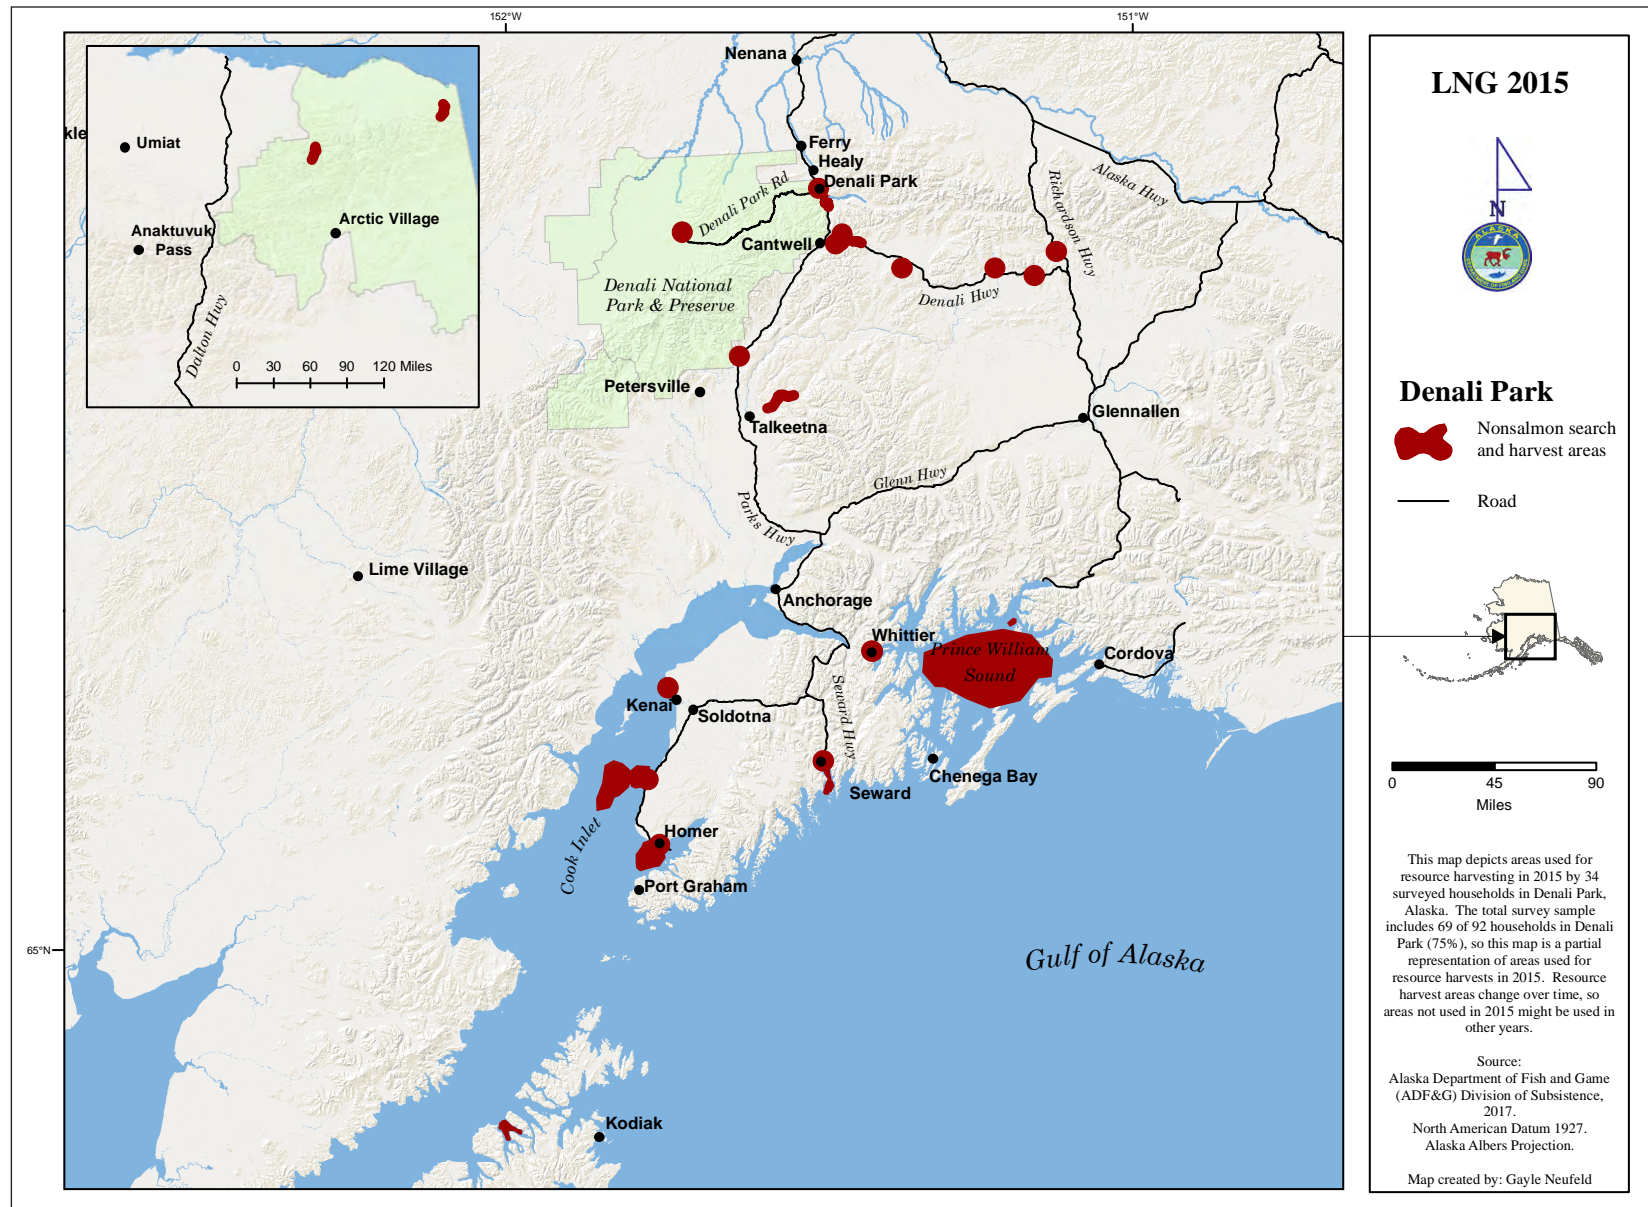 152°W
151°W
65°N
kle
Umiat
Anaktuvuk
Pass
Arctic Village
Dalton Hwy
0 30 60 90 120 Miles
Nenana
Ferry
Healy
Denali Park
Denali Park Rd
Cantwell
Denali National
Park & Preserve
Denali Hwy
Richardson Hwy
Alaska Hwy
Petersville
Talkeetna
Glennallen
Glenn Hwy
Parks Hwy
Lime Village
Anchorage
Whittier
Prince William
Sound
Cordova
Kenai
Soldotna
Seward Hwy
Chenega Bay
Seward
Cook Inlet
Homer
Port Graham
Gulf of Alaska
Kodiak
LNG 2015
N
ALASKA
Denali Park
Nonsalmon search
and harvest areas
Road
0 45 90
Miles
This map depicts areas used for
resource harvesting in 2015 by 34
surveyed households in Denali Park,
Alaska. The total survey sample
includes 69 of 92 households in Denali
Park (75%), so this map is a partial
representation of areas used for
resource harvests in 2015. Resource
harvest areas change over time, so
areas not used in 2015 might be used in
other years.
Source:
Alaska Department of Fish and Game
(ADF&G) Division of Subsistence,
2017.
North American Datum 1927.
Alaska Albers Projection.
Map created by: Gayle Neufeld